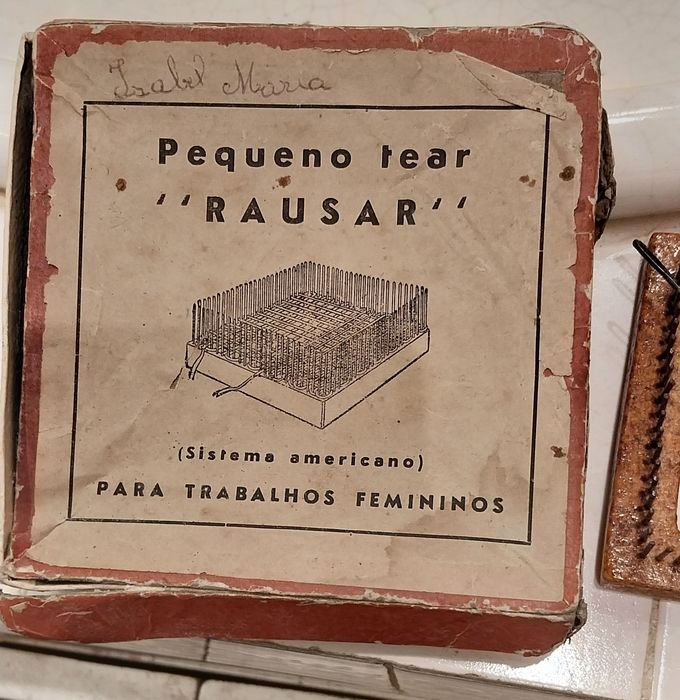 Isabel Maria
Pequeno tear
''RAUSAR''
(Sistema americano)
PARA TRABALHOS FEMININOS